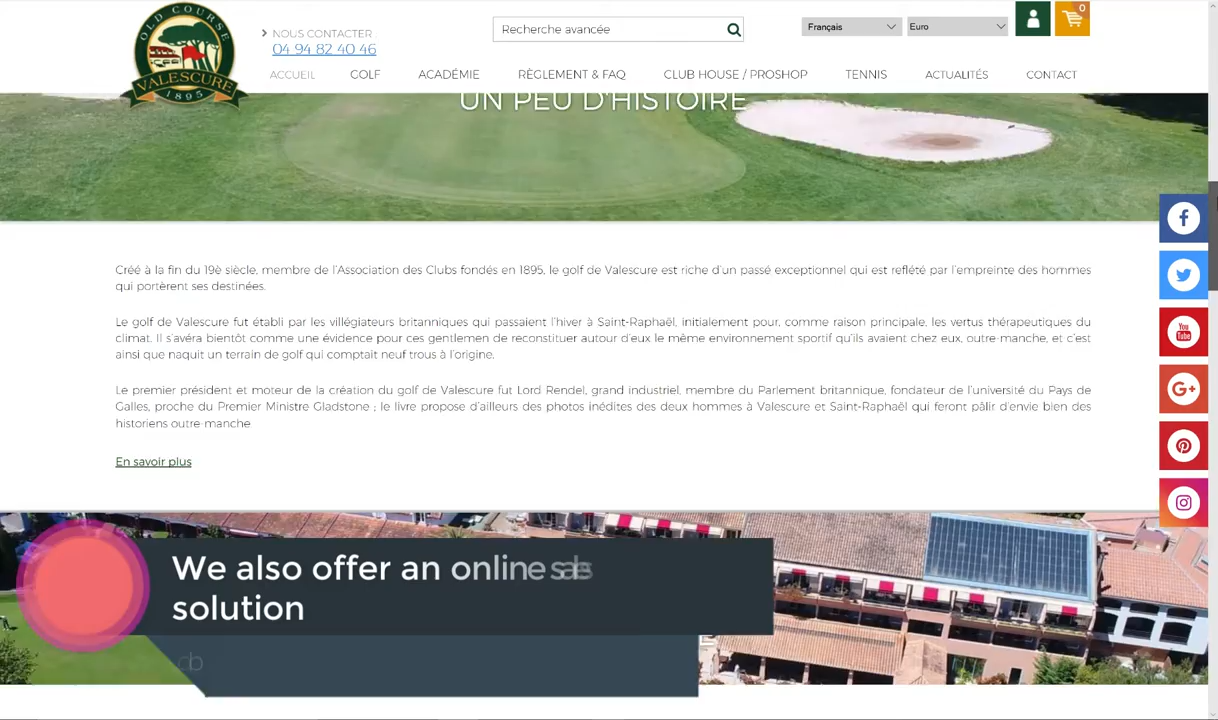 OLD COURSE
VALESCURE
1895
NOUS CONTACTER
04 94 82 40 46
Recherche avancée
Français
Euro
0
ACCUEIL
GOLF
ACADÉMIE
RÈGLEMENT & FAQ
CLUB HOUSE / PROSHOP
TENNIS
ACTUALITÉS
CONTACT
UN PEU D'HISTOIRE
Créé à la fin du 19è siècle, membre de l'Association des Clubs fondés en 1895, le golf de Valescure est riche d'un passé exceptionnel qui est reflété par l'empreinte des hommes
qui portèrent ses destinées.
Le golf de Valescure fut établi par les villégiateurs britanniques qui passaient l'hiver à Saint-Raphaël, initialement pour, comme raison principale, les vertus thérapeutiques du
climat. Il s'avéra bientôt comme une évidence pour ces gentlemen de reconstituer autour d'eux le même environnement sportif qu'ils avaient chez eux, outre-manche, et c'est
ainsi que naquit un terrain de golf qui comptait neuf trous à l'origine.
Le premier président et moteur de la création du golf de Valescure fut Lord Rendel, grand industriel, membre du Parlement britannique, fondateur de l'université du Pays de
Galles, proche du Premier Ministre Gladstone ; le livre propose d'ailleurs des photos inédites des deux hommes à Valescure et Saint-Raphaël qui feront pâlir d'envie bien des
historiens outre manche
En savoir plus
You
Tube
G+
We also offer an online
solution